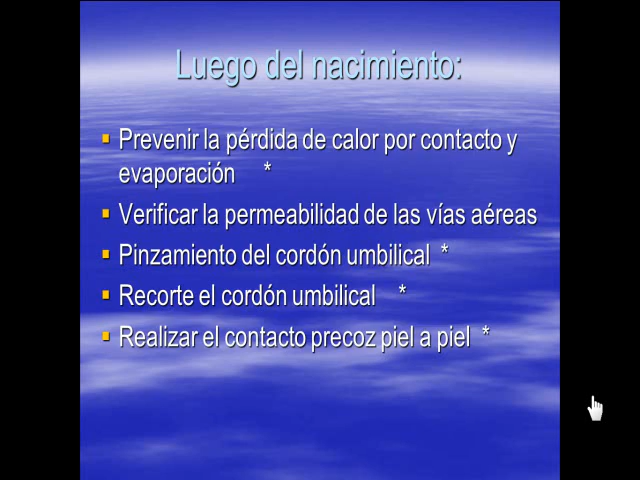 Luego del nacimiento:
Prevenir la pérdida de calor por contacto y
evaporación *
Verificar la permeabilidad de las vías aéreas
Pinzamiento del cordón umbilical *
Recorte el cordón umbilical *
Realizar el contacto precoz piel a piel *